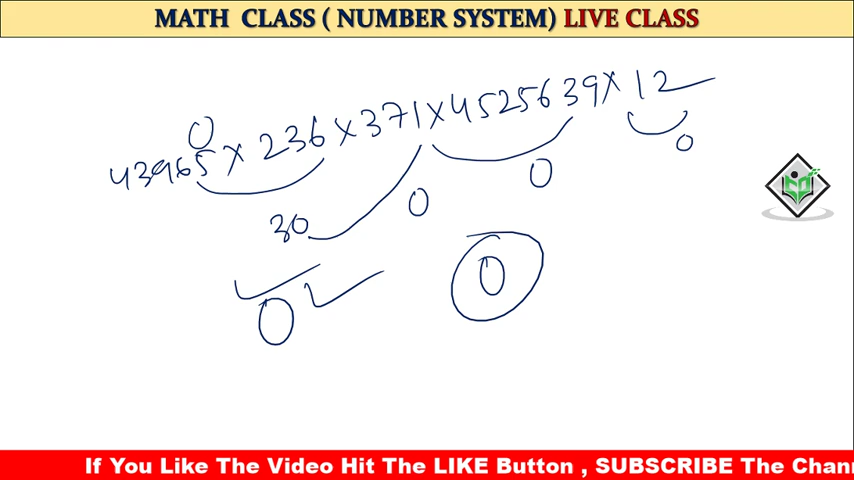 MATH CLASS ( NUMBER SYSTEM) LIVE CLASS
0
43965 × 236 × 371 × 4525639 × 12
0
0
30 0
0 0
If You Like The Video Hit The LIKE Button , SUBSCRIBE The Chan